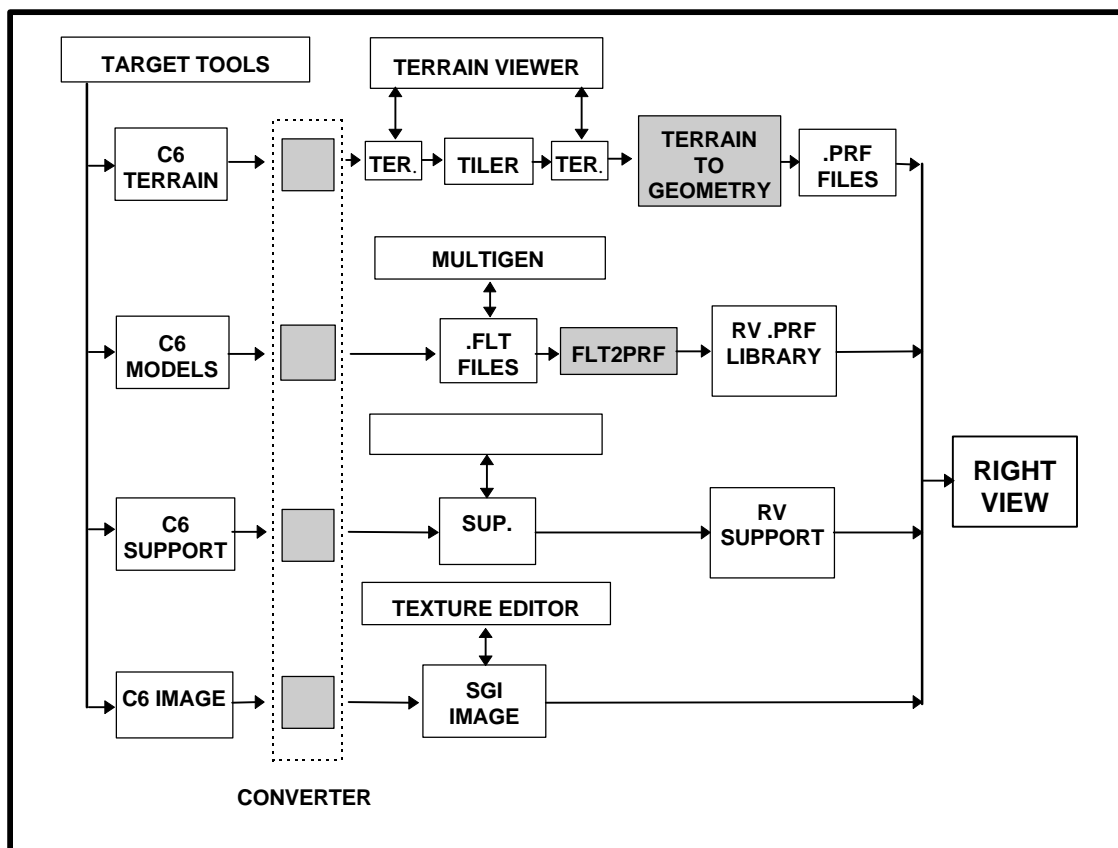 TARGET TOOLS
TERRAIN VIEWER
C6
TERRAIN
TER.
TILER
TER.
TERRAIN
TO
GEOMETRY
.PRF
FILES
MULTIGEN
C6
MODELS
.FLT
FILES
FLT2PRF
RV .PRF
LIBRARY
RIGHT
VIEW
C6
SUPPORT
SUP.
RV
SUPPORT
TEXTURE EDITOR
C6 IMAGE
SGI
IMAGE
CONVERTER